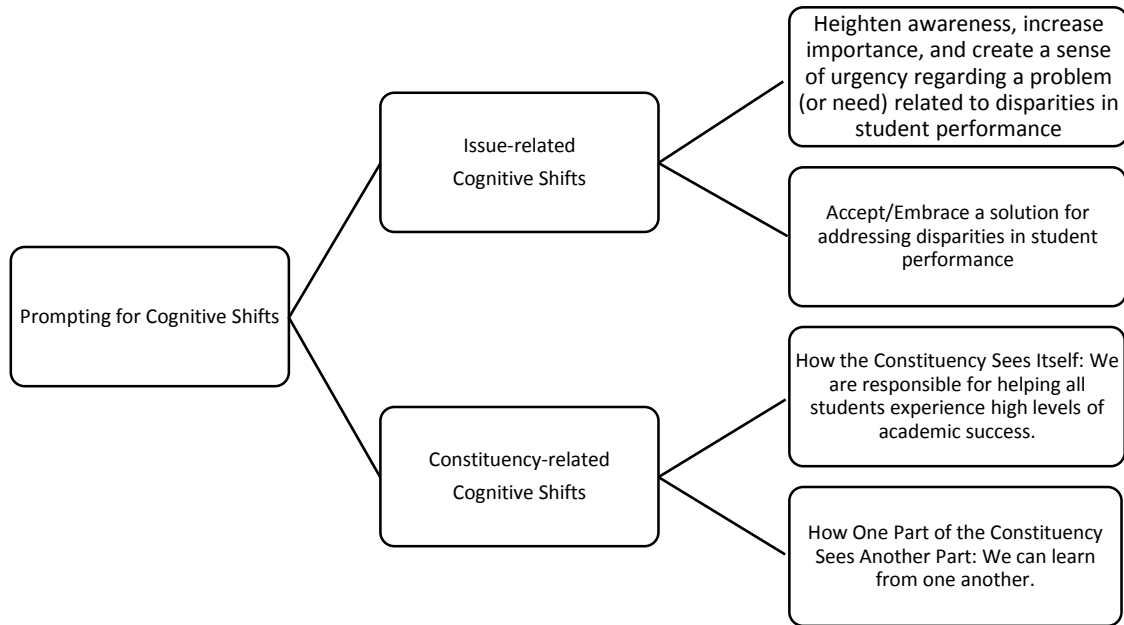 Prompting for Cognitive Shifts
Issue-related
Cognitive Shifts
Heighten awareness, increase
importance, and create a sense
of urgency regarding a problem
(or need) related to disparities in
student performance
Accept/Embrace a solution for
addressing disparities in student
performance
Constituency-related
Cognitive Shifts
How the Constituency Sees Itself: We
are responsible for helping all
students experience high levels of
academic success.
How One Part of the Constituency
Sees Another Part: We can learn
from one another.